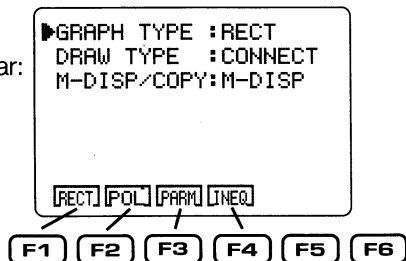 ▶GRAPH TYPE :RECT
ar: DRAW TYPE :CONNECT
M-DISP/COPY:M-DISP
RECT POL PARM INEQ
F1 F2 F3 F4 F5 F6